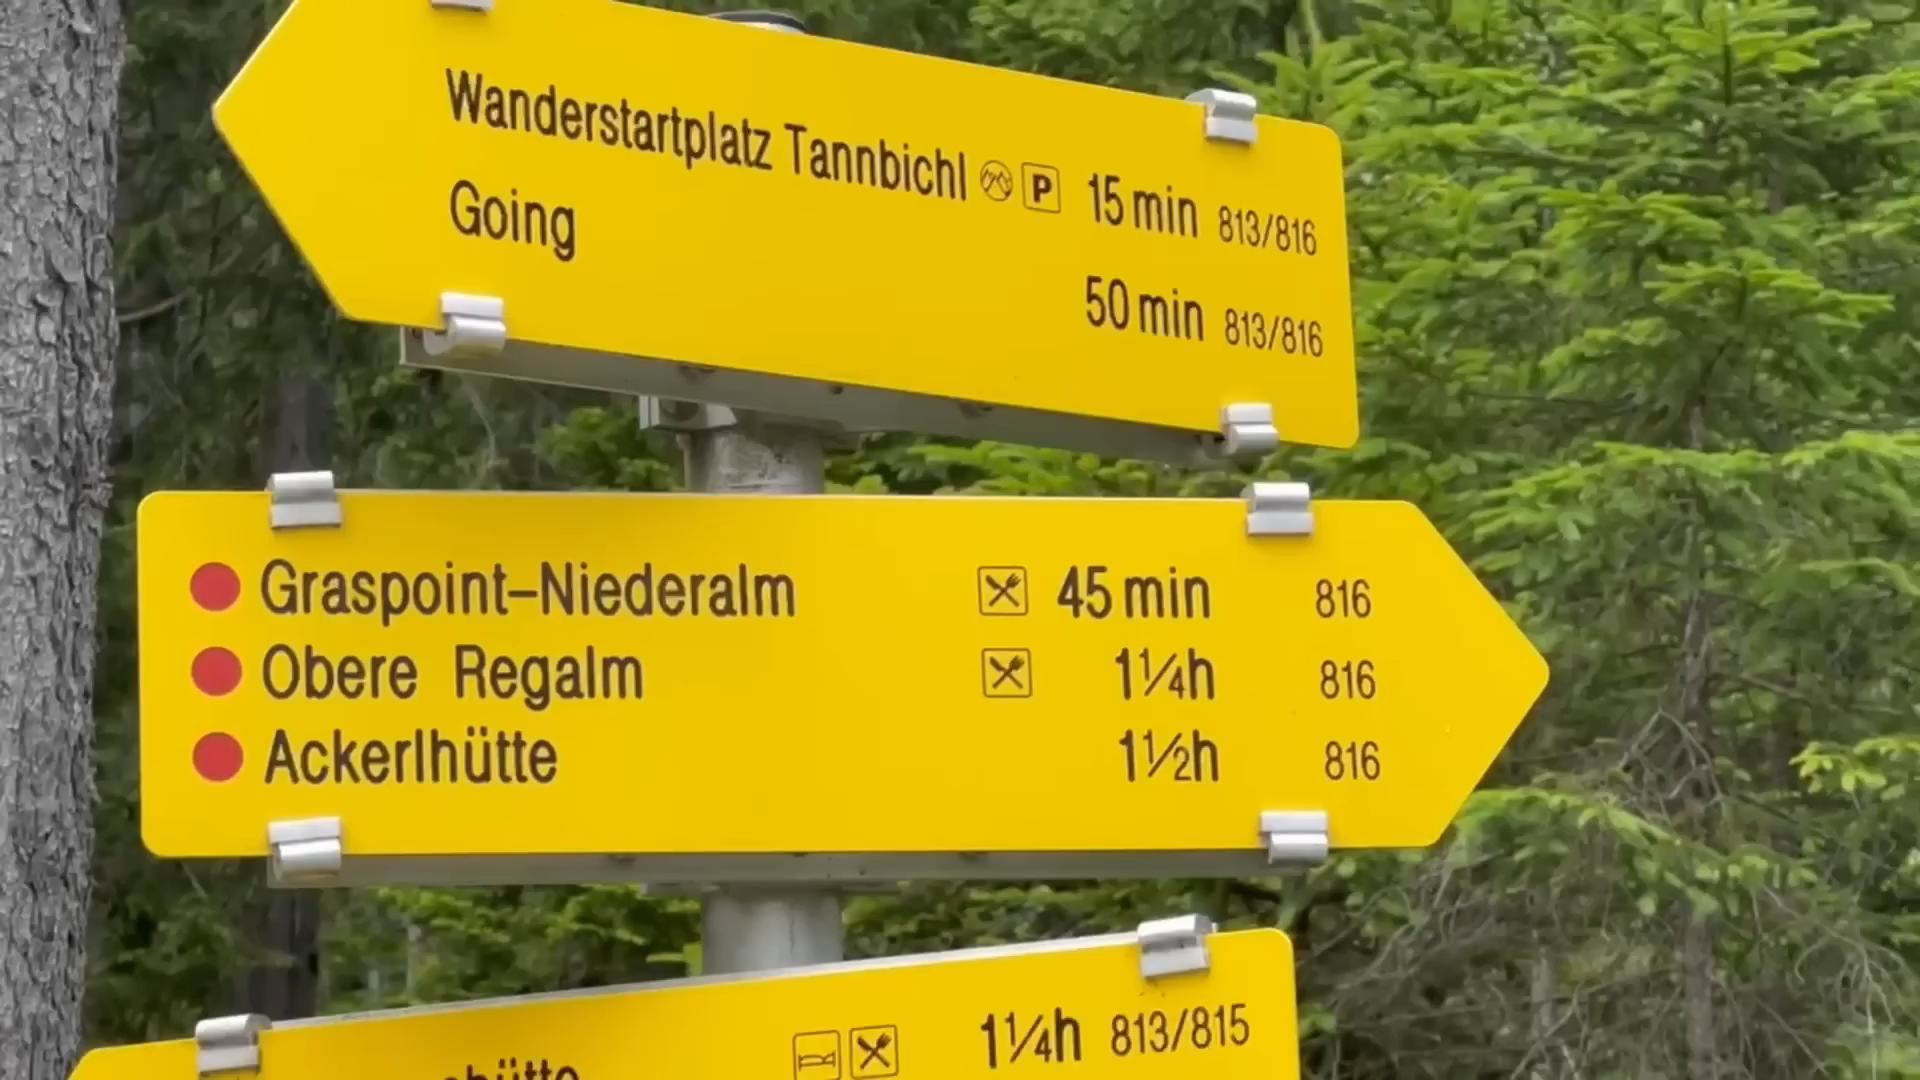 Wanderstartplatz Tannbichl P 15 min 813/816
Going 50 min 813/816
Graspoint–Niederalm 45 min 816
Obere Regalm 1¼h 816
Ackerlhütte 1½h 816
1¼h 813/815